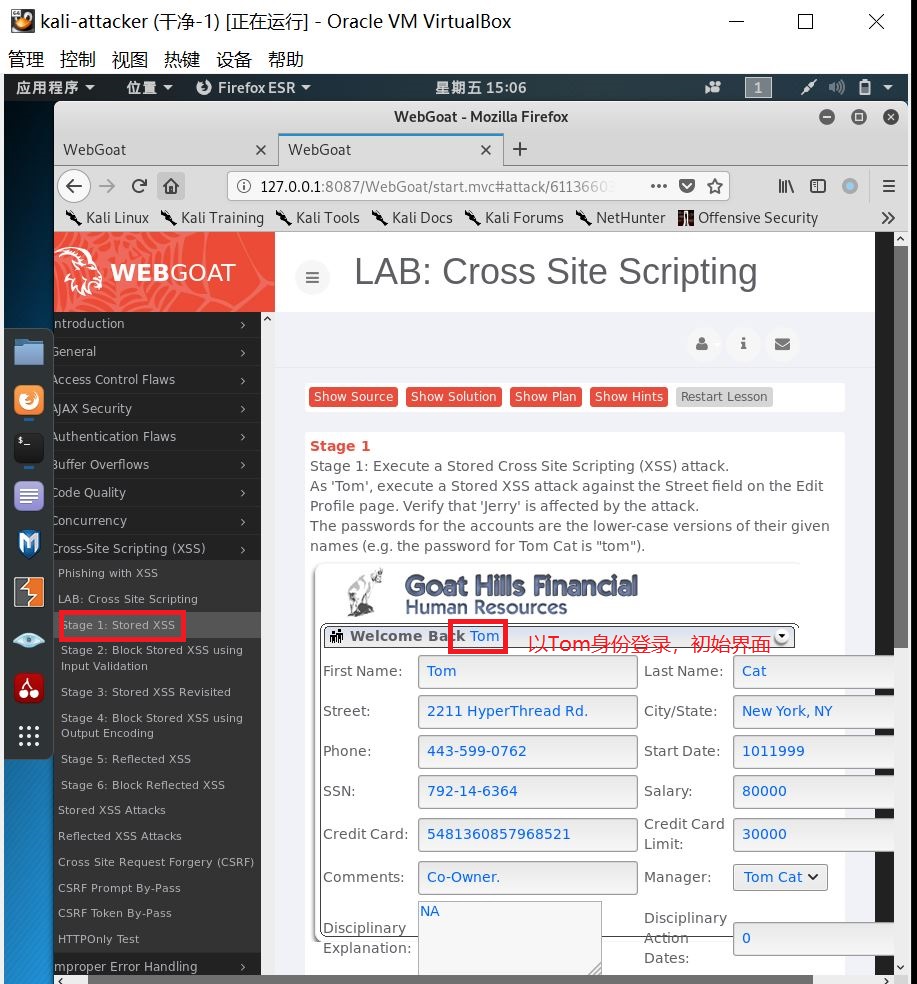 kali-attacker (干净-1) [正在运行] - Oracle VM VirtualBox
管理 控制 视图 热键 设备 帮助
应用程序 位置 Firefox ESR 星期五 15:06 1
WebGoat - Mozilla Firefox
WebGoat WebGoat
127.0.0.1:8087/WebGoat/start.mvc#attack/6113660
Kali Linux Kali Training Kali Tools Kali Docs Kali Forums NetHunter Offensive Security
WEBGOAT
LAB: Cross Site Scripting
ntroduction
General
Access Control Flaws
AJAX Security
Authentication Flaws
Buffer Overflows
Code Quality
Concurrency
Cross-Site Scripting (XSS)
Phishing with XSS
LAB: Cross Site Scripting
Stage 1: Stored XSS
Stage 2: Block Stored XSS using
Input Validation
Stage 3: Stored XSS Revisited
Stage 4: Block Stored XSS using
Output Encoding
Stage 5: Reflected XSS
Stage 6: Block Reflected XSS
Stored XSS Attacks
Reflected XSS Attacks
Cross Site Request Forgery (CSRF)
CSRF Prompt By-Pass
CSRF Token By-Pass
HTTPOnly Test
mproper Error Handling
Show Source Show Solution Show Plan Show Hints Restart Lesson
Stage 1
Stage 1: Execute a Stored Cross Site Scripting (XSS) attack.
As 'Tom', execute a Stored XSS attack against the Street field on the Edit
Profile page. Verify that 'Jerry' is affected by the attack.
The passwords for the accounts are the lower-case versions of their given
names (e.g. the password for Tom Cat is "tom").
Goat Hills Financial
Human Resources
Welcome Back Tom 以Tom身份登录，初始界面
First Name: Tom Last Name: Cat
Street: 2211 HyperThread Rd. City/State: New York, NY
Phone: 443-599-0762 Start Date: 1011999
SSN: 792-14-6364 Salary: 80000
Credit Card: 5481360857968521 Credit Card
Limit: 30000
Comments: Co-Owner. Manager: Tom Cat
Disciplinary
Explanation: NA Disciplinary
Action
Dates: 0